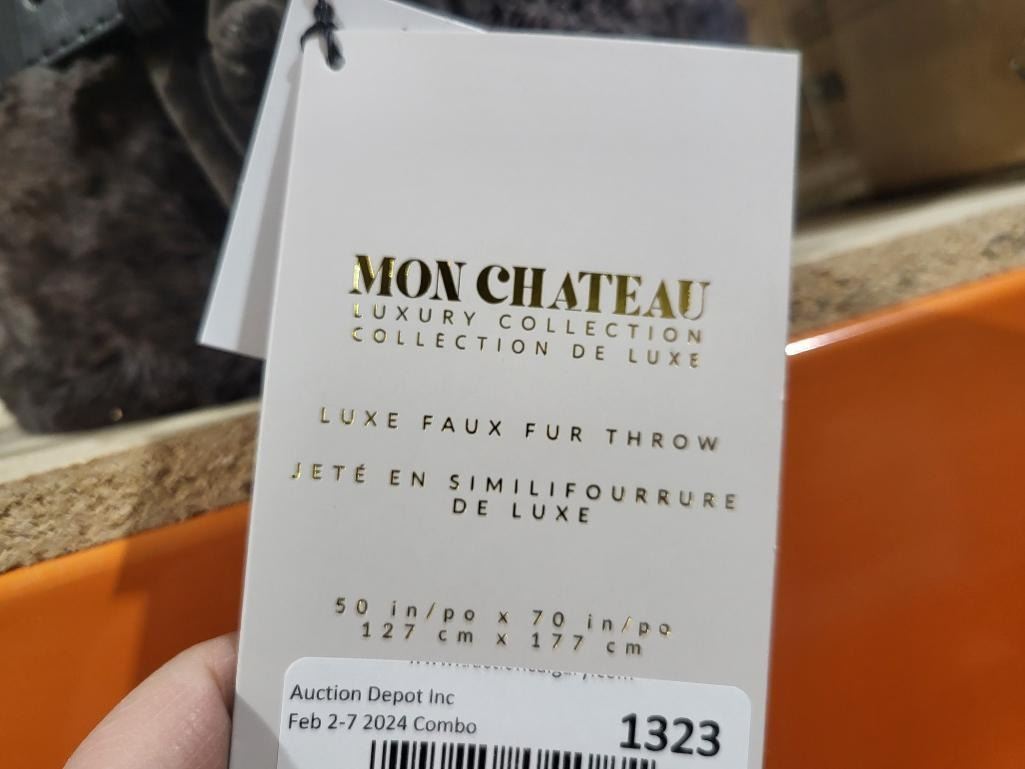 MON CHATEAU
LUXURY COLLECTION
COLLECTION DE LUXE
LUXE FAUX FUR THROW
JETÉ EN SIMILIFOURRURE
DE LUXE
50 in/po x 70 in/po
127 cm x 177 cm
Auction Depot Inc
Feb 2-7 2024 Combo
1323